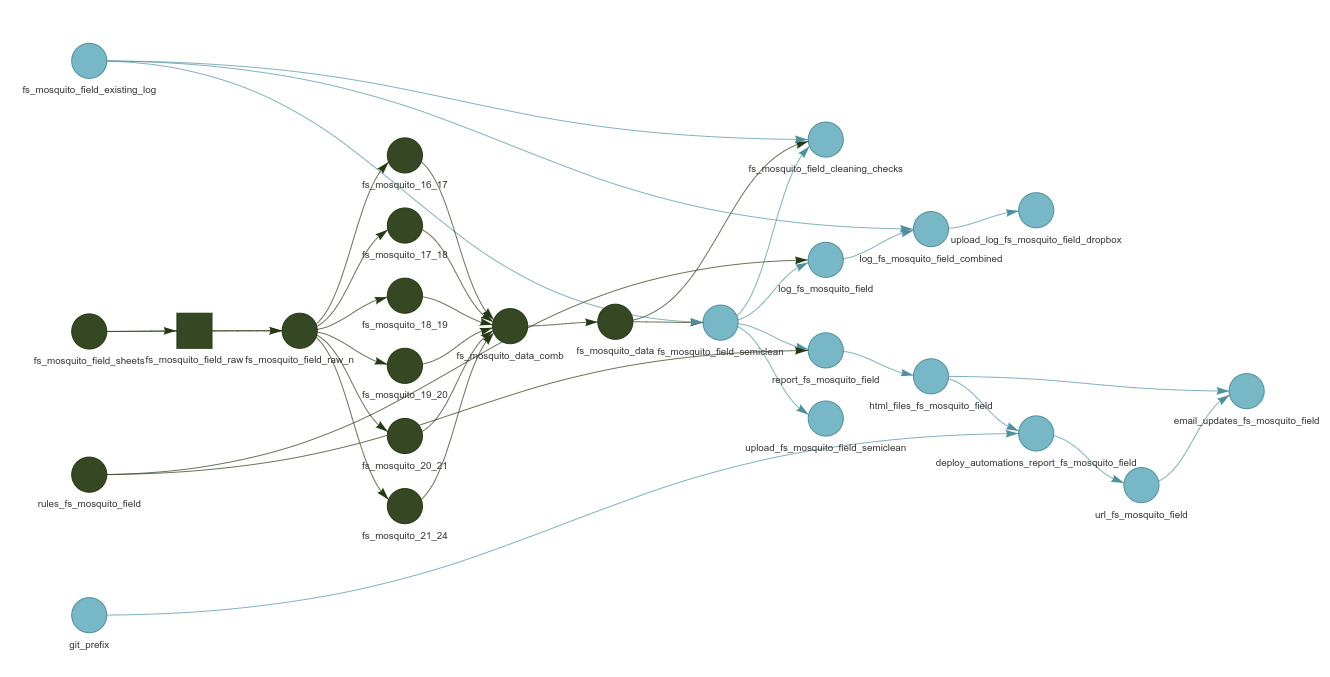 fs_mosquito_field_existing_log
fs_mosquito_field_cleaning_checks
fs_mosquito_16_17
upload_log_fs_mosquito_field_dropbox
fs_mosquito_17_18
log_fs_mosquito_field_combined
log_fs_mosquito_field
fs_mosquito_18_19
fs_mosquito_field_sheets
fs_mosquito_field_raw
fs_mosquito_field_raw_n
fs_mosquito_data_comb
fs_mosquito_data
fs_mosquito_field_semiclean
report_fs_mosquito_field
fs_mosquito_19_20
html_files_fs_mosquito_field
email_updates_fs_mosquito_field
upload_fs_mosquito_field_semiclean
fs_mosquito_20_21
deploy_automations_report_fs_mosquito_field
rules_fs_mosquito_field
url_fs_mosquito_field
fs_mosquito_21_24
git_prefix